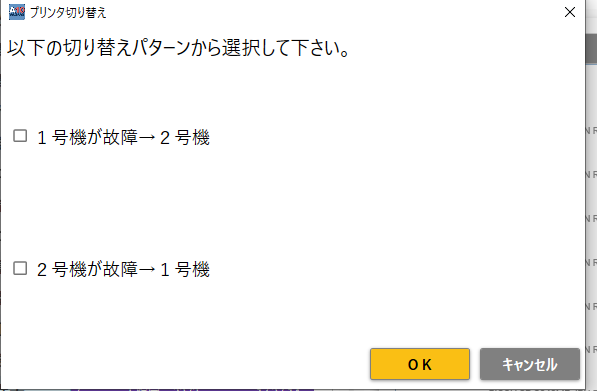 プリンタ切り替え
以下の切り替えパターンから選択して下さい。
１号機が故障→２号機
２号機が故障→１号機
ＯＫ
キャンセル